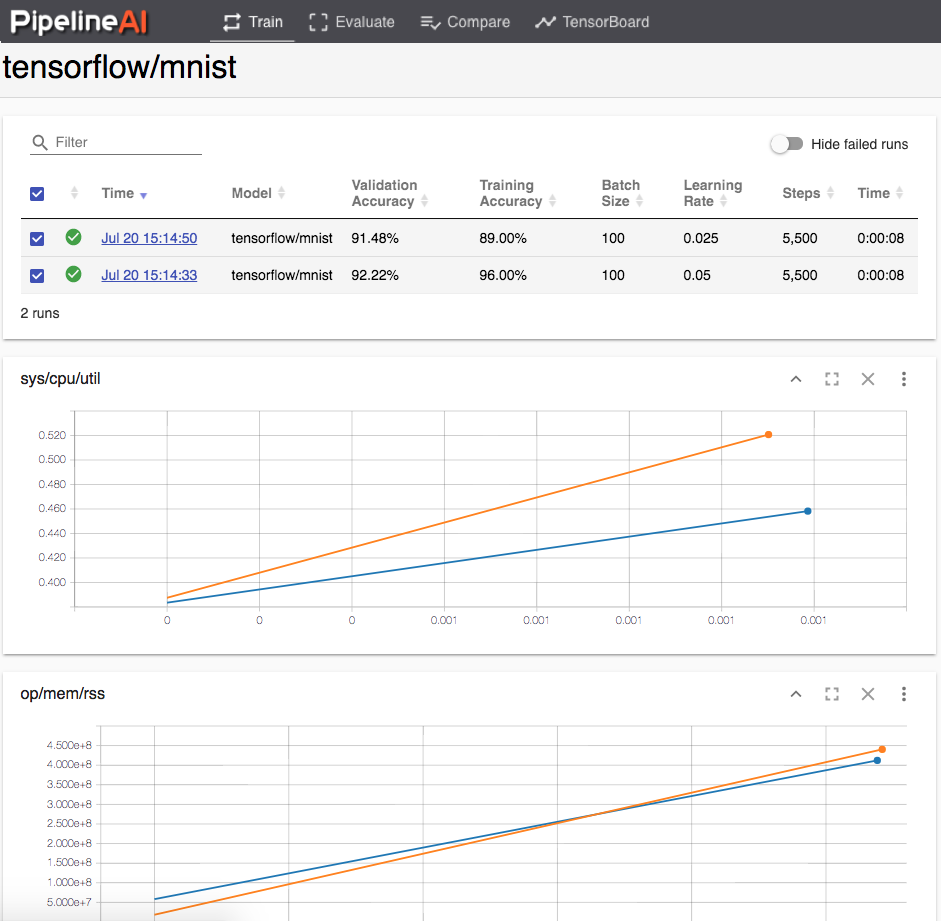 PipelineAI Train Evaluate Compare TensorBoard
tensorflow/mnist
Filter Hide failed runs
Time Model Validation Accuracy Training Accuracy Batch Size Learning Rate Steps Time
Jul 20 15:14:50 tensorflow/mnist 91.48% 89.00% 100 0.025 5,500 0:00:08
Jul 20 15:14:33 tensorflow/mnist 92.22% 96.00% 100 0.05 5,500 0:00:08
2 runs
sys/cpu/util
0.520
0.500
0.480
0.460
0.440
0.420
0.400
0 0 0 0.001 0.001 0.001 0.001 0.001
op/mem/rss
4.500e+8
4.000e+8
3.500e+8
3.000e+8
2.500e+8
2.000e+8
1.500e+8
1.000e+8
5.000e+7